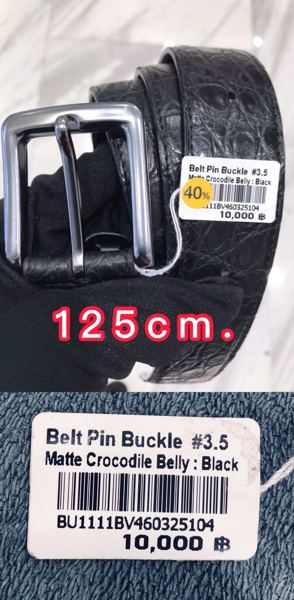 Belt Pin Buckle #3.5
Matte Crocodile Belly : Black
40%
U1111BV460325104
10,000 ฿
125cm.
Belt Pin Buckle #3.5
Matte Crocodile Belly : Black
BU1111BV460325104
10,000 ฿